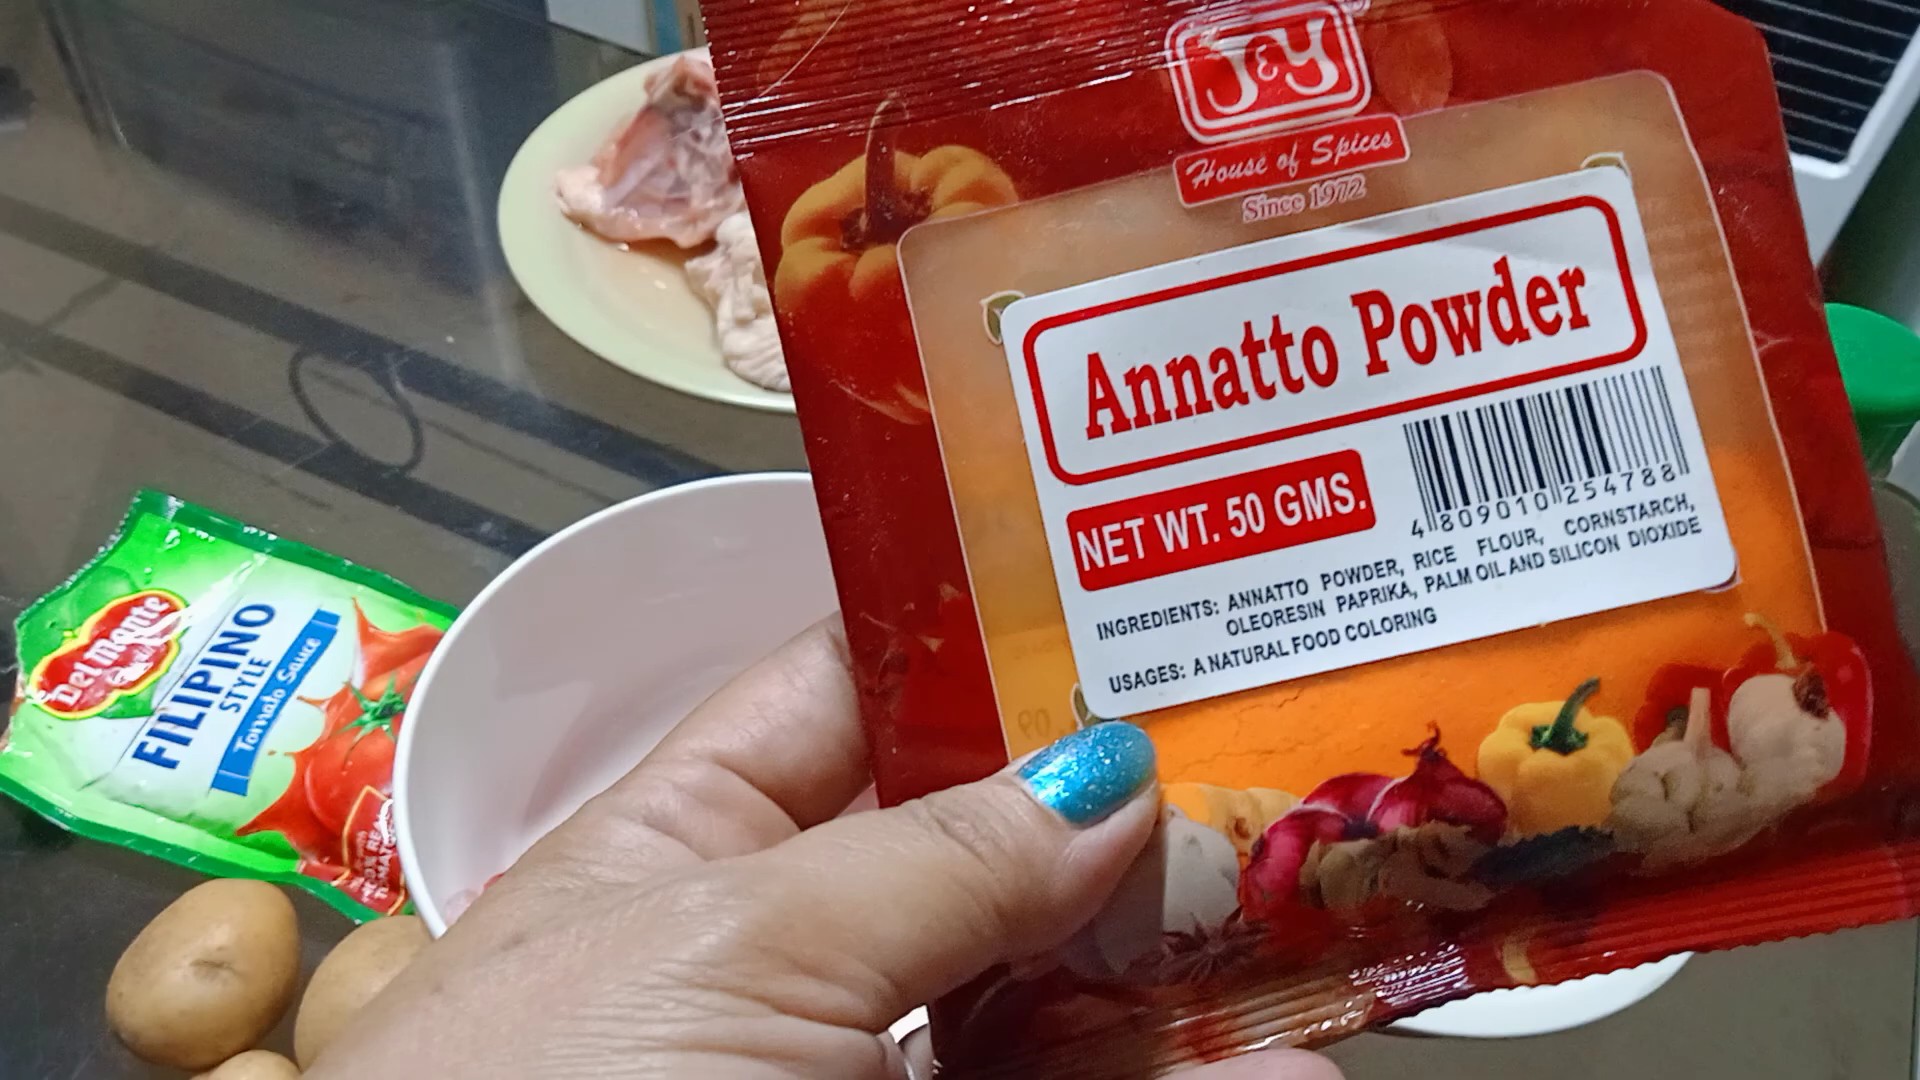 J&Y
House of Spices
Since 1972
Annatto Powder
NET WT. 50 GMS.
4 809010 254788
INGREDIENTS: ANNATTO POWDER, RICE FLOUR, CORNSTARCH,
OLEORESIN PAPRIKA, PALM OIL AND SILICON DIOXIDE
USAGES: A NATURAL FOOD COLORING
Del Monte
FILIPINO
STYLE
Tomato Sauce